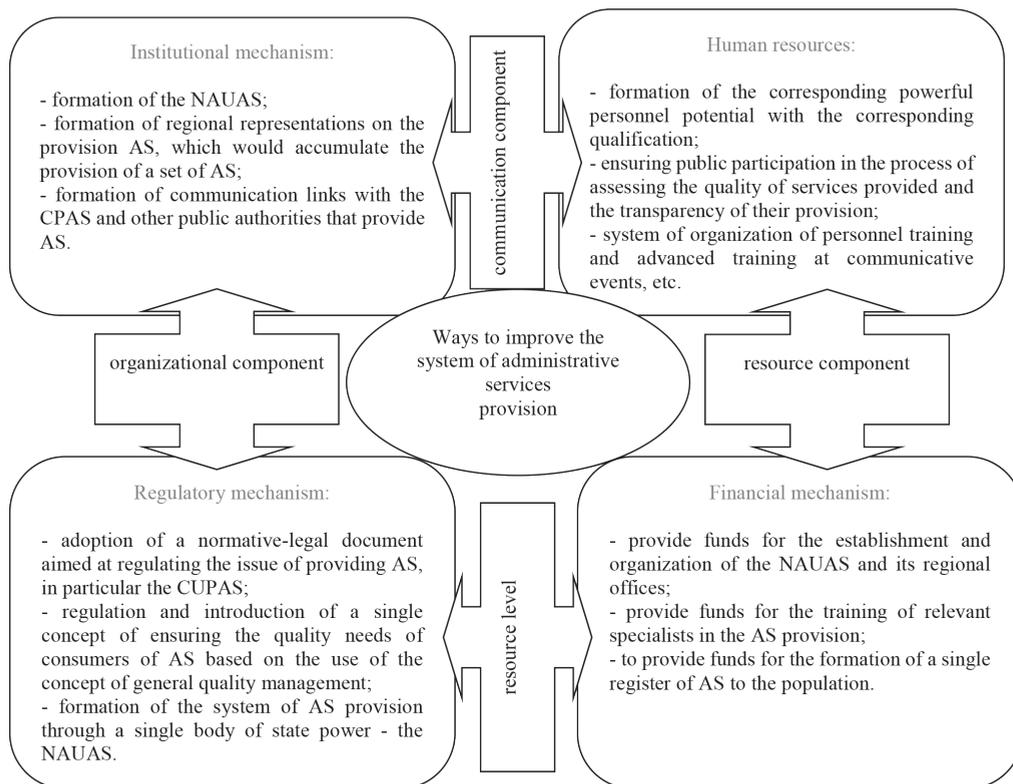 Institutional mechanism:
- formation of the NAUAS;
- formation of regional representations on the
provision AS, which would accumulate the
provision of a set of AS;
- formation of communication links with the
CPAS and other public authorities that provide
AS.
communication component
Human resources:
- formation of the corresponding powerful
personnel potential with the corresponding
qualification;
- ensuring public participation in the process of
assessing the quality of services provided and
the transparency of their provision;
- system of organization of personnel training
and advanced training at communicative
events, etc.
organizational component
Ways to improve the
system of administrative
services
provision
resource component
Regulatory mechanism:
- adoption of a normative-legal document
aimed at regulating the issue of providing AS,
in particular the CUPAS;
- regulation and introduction of a single
concept of ensuring the quality needs of
consumers of AS based on the use of the
concept of general quality management;
- formation of the system of AS provision
through a single body of state power - the
NAUAS.
resource level
Financial mechanism:
- provide funds for the establishment and
organization of the NAUAS and its regional
offices;
- provide funds for the training of relevant
specialists in the AS provision;
- to provide funds for the formation of a single
register of AS to the population.